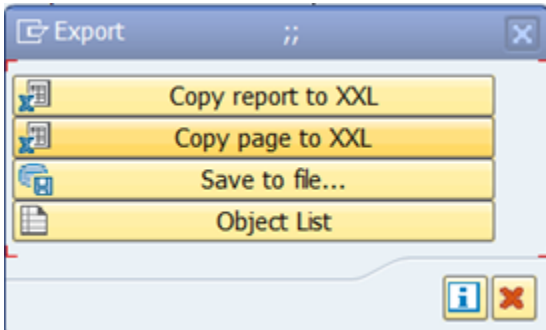 Export ;;
Copy report to XXL
Copy page to XXL
Save to file...
Object List